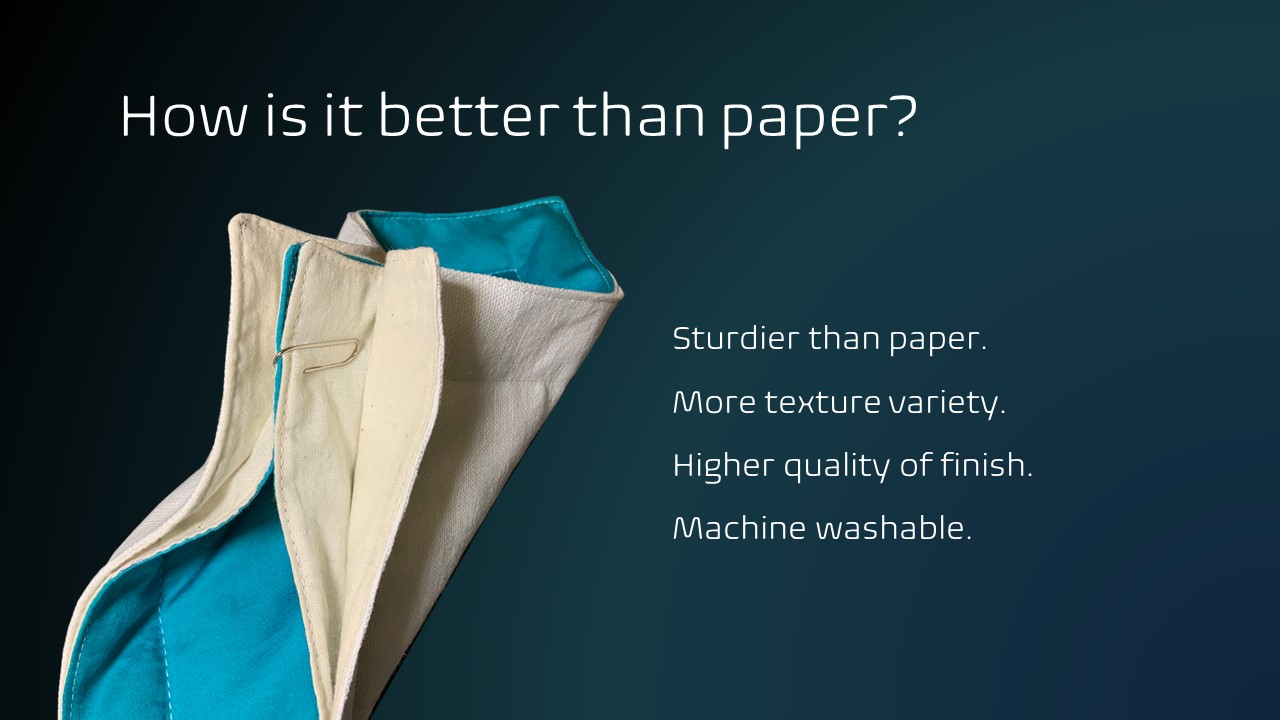 How is it better than paper?
Sturdier than paper.
More texture variety.
Higher quality of finish.
Machine washable.